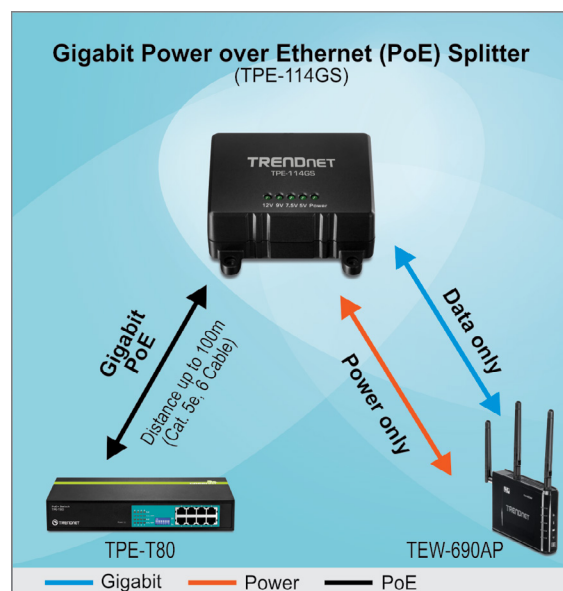 Gigabit Power over Ethernet (PoE) Splitter
(TPE-114GS)
TRENDNET
TPE-114GS
12V 9V 7.5V 5V Power
Gigabit
PoE
Distance up to 100m
(Cat. 5e, 6 Cable)
Power only
Data only
TRENDNET
TPE-T80
TEW-690AP
Gigabit
Power
PoE